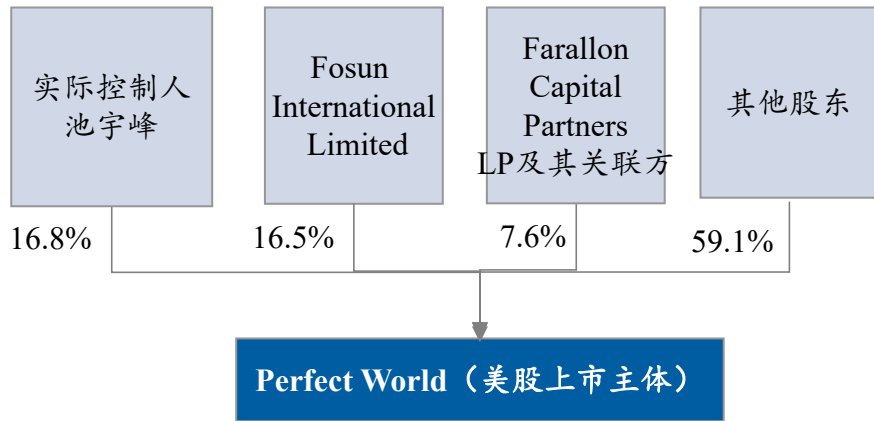 实际控制人
池宇峰
Fosun
International
Limited
Farallon
Capital
Partners
LP及其关联方
其他股东
16.8%
16.5%
7.6%
59.1%
Perfect World（美股上市主体）